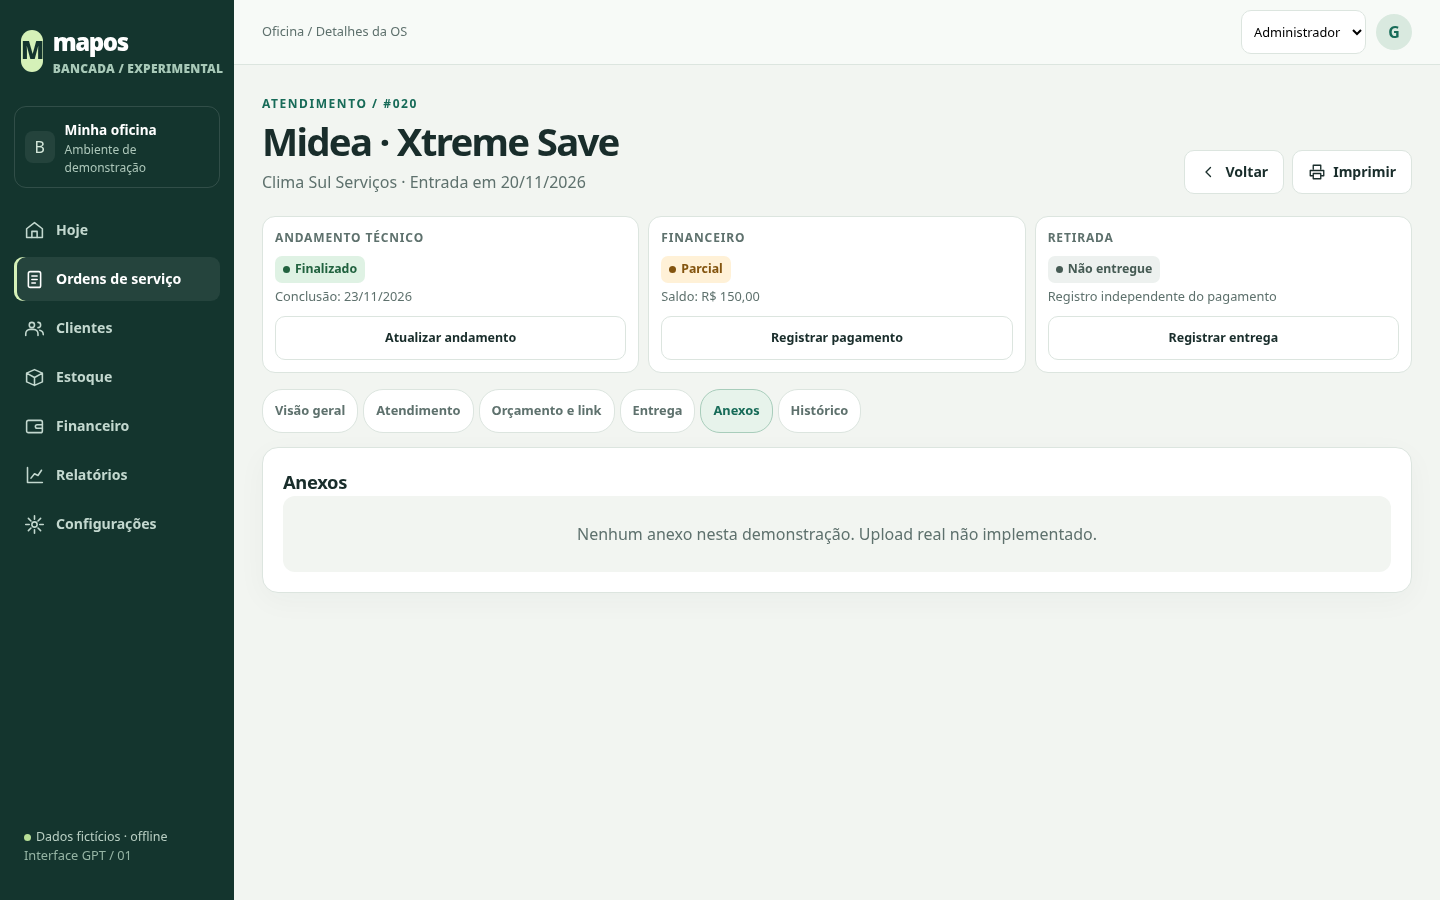 M
mapos
BANCADA / EXPERIMENTAL
B
Minha oficina
Ambiente de
demonstração
Hoje
Ordens de serviço
Clientes
Estoque
Financeiro
Relatórios
Configurações
Dados fictícios · offline
Interface GPT / 01
Oficina / Detalhes da OS
Administrador
G
ATENDIMENTO / #020
Midea · Xtreme Save
Clima Sul Serviços · Entrada em 20/11/2026
Voltar
Imprimir
ANDAMENTO TÉCNICO
Finalizado
Conclusão: 23/11/2026
Atualizar andamento
FINANCEIRO
Parcial
Saldo: R$ 150,00
Registrar pagamento
RETIRADA
Não entregue
Registro independente do pagamento
Registrar entrega
Visão geral
Atendimento
Orçamento e link
Entrega
Anexos
Histórico
Anexos
Nenhum anexo nesta demonstração. Upload real não implementado.